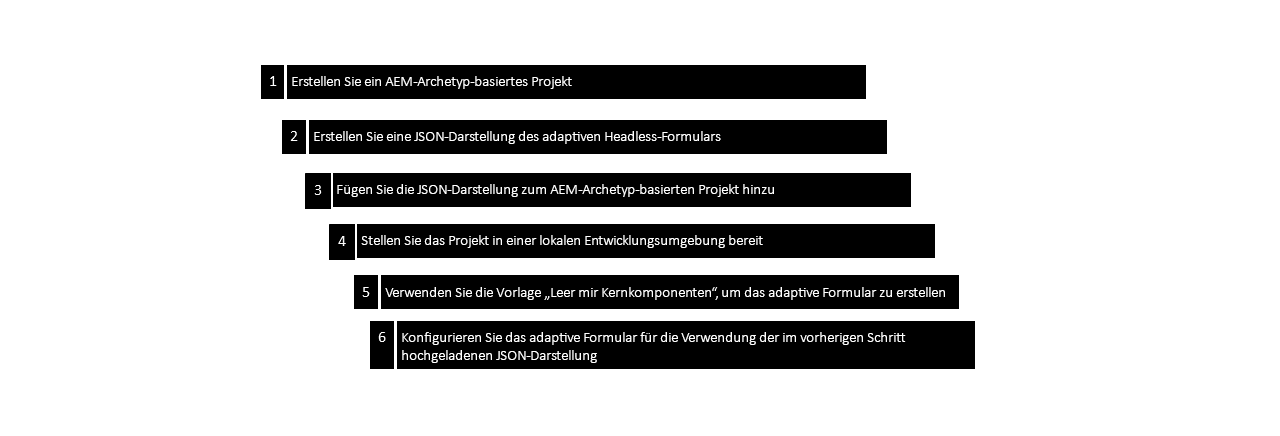 1 Erstellen Sie ein AEM-Archetyp-basiertes Projekt
2 Erstellen Sie eine JSON-Darstellung des adaptiven Headless-Formulars
3 Fügen Sie die JSON-Darstellung zum AEM-Archetyp-basierten Projekt hinzu
4 Stellen Sie das Projekt in einer lokalen Entwicklungsumgebung bereit
5 Verwenden Sie die Vorlage „Leer mir Kernkomponenten“, um das adaptive Formular zu erstellen
6 Konfigurieren Sie das adaptive Formular für die Verwendung der im vorherigen Schritt
hochgeladenen JSON-Darstellung